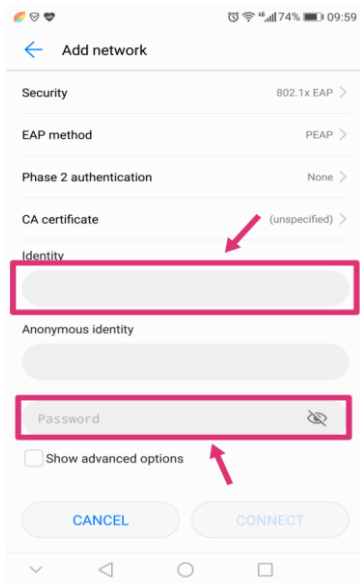 74% 09:59
Add network
Security 802.1x EAP
EAP method PEAP
Phase 2 authentication None
CA certificate (unspecified)
Identity
Anonymous identity
Password
Show advanced options
CANCEL CONNECT